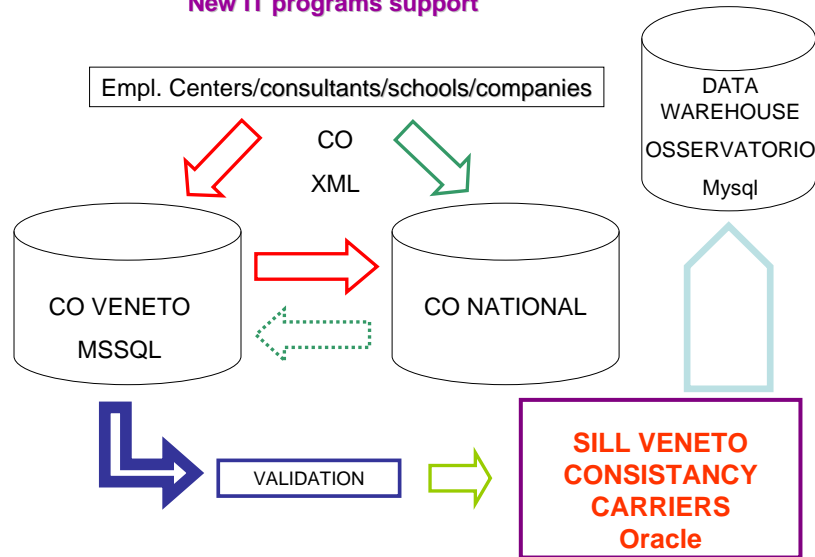 New IT programs support
Empl. Centers/consultants/schools/companies
CO
XML
DATA
WAREHOUSE
OSSERVATORIO
Mysql
CO VENETO
MSSQL
CO NATIONAL
VALIDATION
SILL VENETO
CONSISTANCY
CARRIERS
Oracle